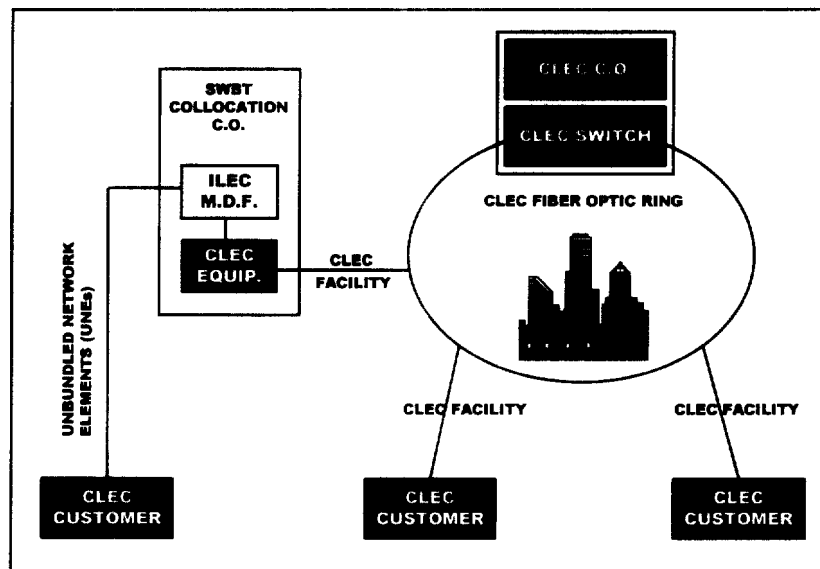 SWBT
COLLOCATION
C.O.
ILEC
M.D.F.
CLEC
EQUIP.
CLEC
FACILITY
UNBUNDLED NETWORK
ELEMENTS (UNEs)
CLEC C.O.
CLEC SWITCH
CLEC FIBER OPTIC RING
CLEC FACILITY
CLEC FACILITY
CLEC
CUSTOMER
CLEC
CUSTOMER
CLEC
CUSTOMER